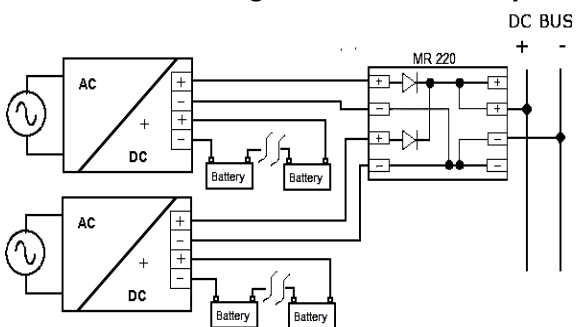 DC BUS
+ -
MR 220
AC
+
DC
+
-
+
-
Battery
Battery
+
-
+
-
+
+
-
-
AC
+
DC
+
-
+
-
Battery
Battery